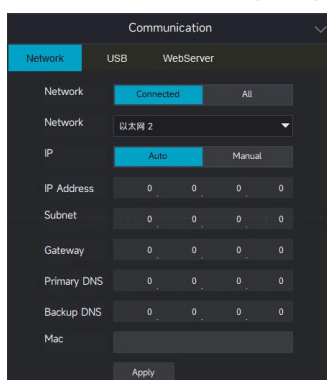 Communication
Network USB WebServer
Network Connected All
Network 以太网 2
IP Auto Manual
IP Address 0 . 0 . 0 . 0
Subnet 0 . 0 . 0 . 0
Gateway 0 . 0 . 0 . 0
Primary DNS 0 . 0 . 0 . 0
Backup DNS 0 . 0 . 0 . 0
Mac
Apply